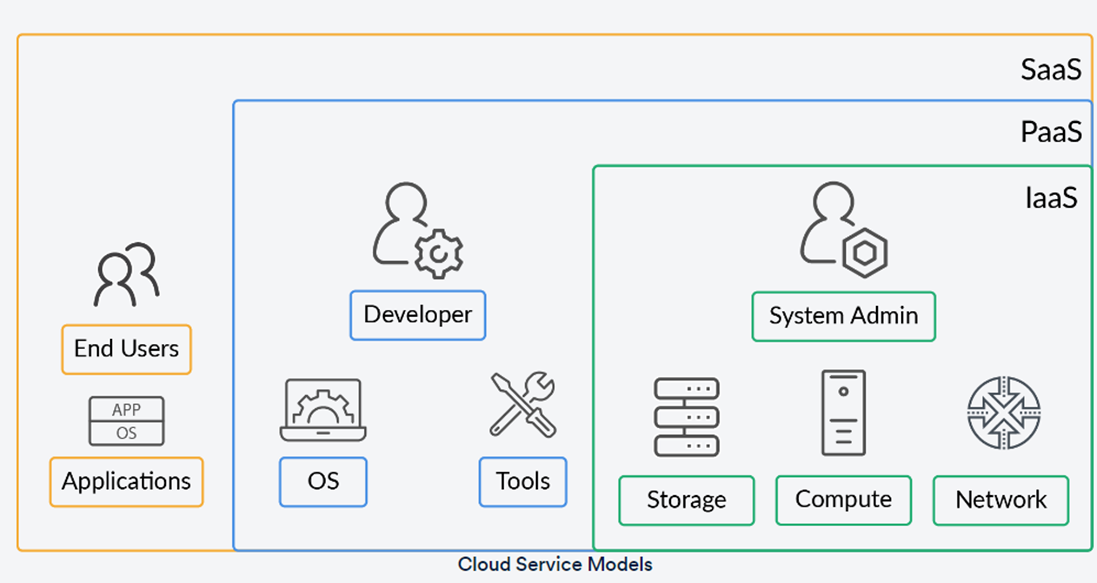 SaaS
PaaS
IaaS
Developer
System Admin
End Users
APP
OS
Applications
OS
Tools
Storage
Compute
Network
Cloud Service Models